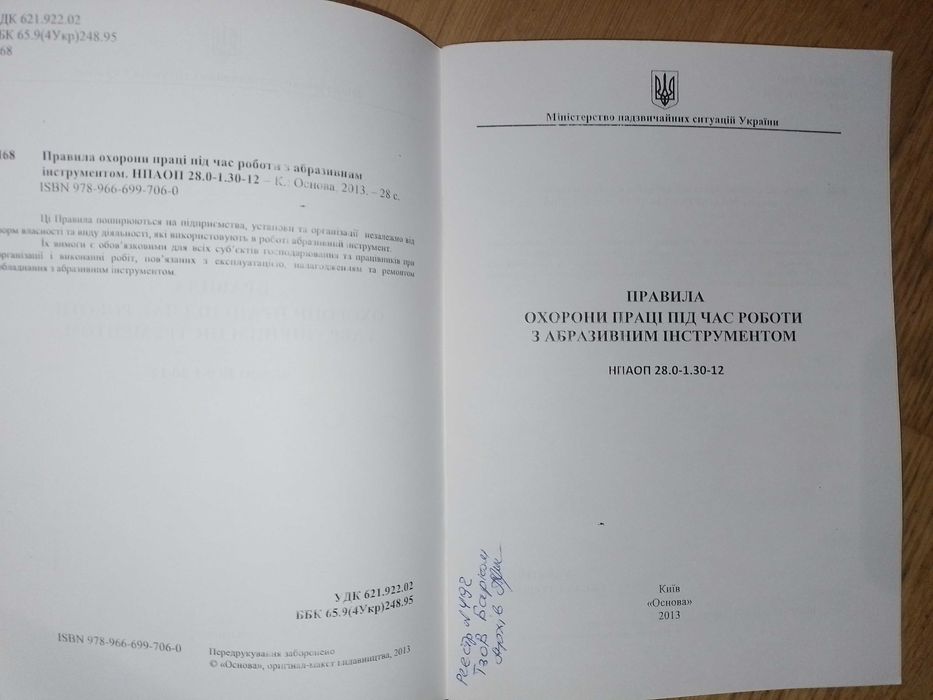 ДК 621.922.02
БК 65.9(4Укр)248.95
68
168 Правила охорони праці під час роботи з абразивним
інструментом. НПАОП 28.0-1.30-12 – К.: Основа, 2013. – 28 с.
ISBN 978-966-699-706-0
Ці Правила поширюються на підприємства, установи та організації незалежно від
форм власності та виду діяльності, які використовують в роботі абразивний інструмент.
Їх вимоги є обов'язковими для всіх суб'єктів господарювання та працівників при
організації і виконанні робіт, пов'язаних з експлуатацією, налагодженням та ремонтом
обладнання з абразивним інструментом.
УДК 621.922.02
ББК 65.9(4Укр)248.95
ISBN 978-966-699-706-0
Передрукування заборонено
© «Основа», оригінал-макет видавництва, 2013
Міністерство надзвичайних ситуацій України
ПРАВИЛА
ОХОРОНИ ПРАЦІ ПІД ЧАС РОБОТИ
З АБРАЗИВНИМ ІНСТРУМЕНТОМ
НПАОП 28.0-1.30-12
Київ
«Основа»
2013
Реєстр №492
ТзОВ Барком
Архів